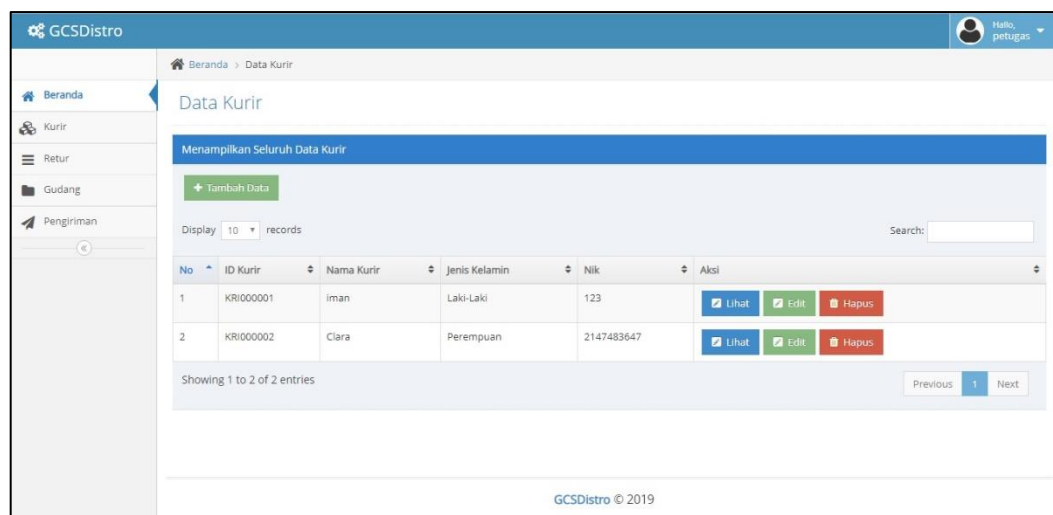 GCSDistro
Hallo,
petugas
Beranda > Data Kurir
Beranda
Kurir
Retur
Gudang
Pengiriman
Data Kurir
Menampilkan Seluruh Data Kurir
+ Tambah Data
Display 10 records
Search:
No ID Kurir Nama Kurir Jenis Kelamin Nik Aksi
1 KRI000001 iman Laki-Laki 123 Lihat Edit Hapus
2 KRI000002 Clara Perempuan 2147483647 Lihat Edit Hapus
Showing 1 to 2 of 2 entries
Previous 1 Next
GCSDistro © 2019